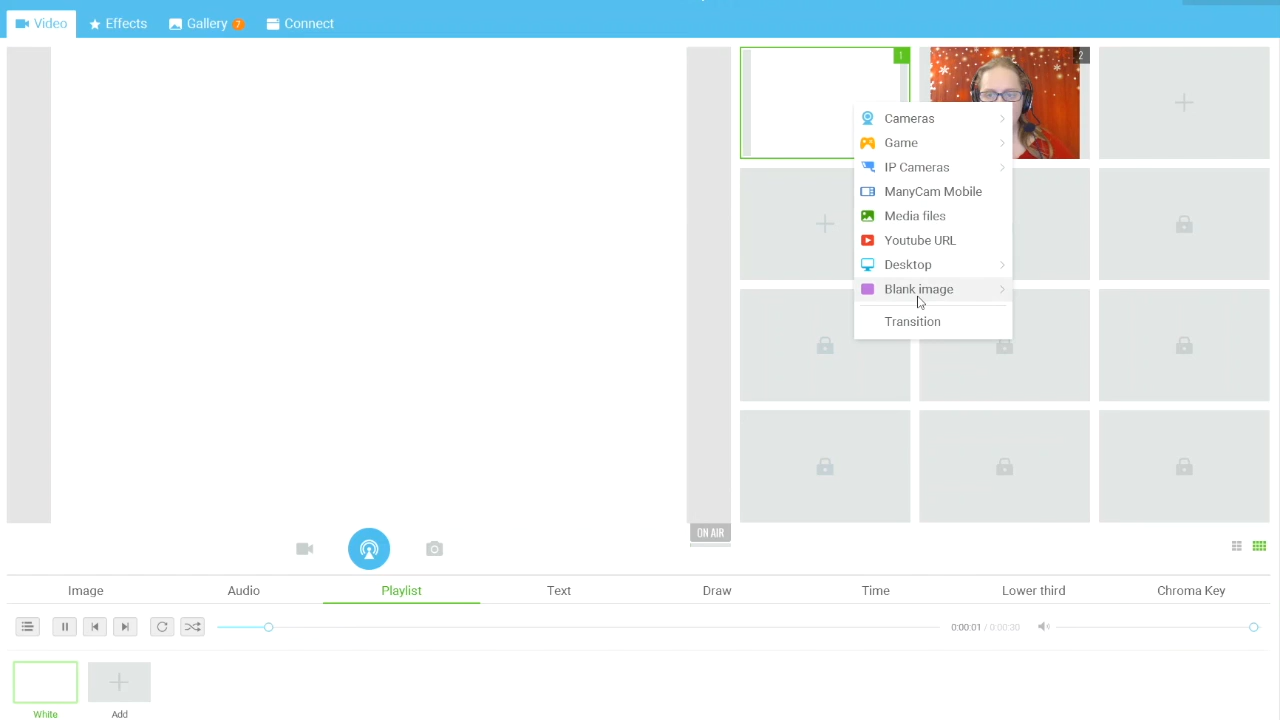 Video
Effects
Gallery 7
Connect
1
2
Cameras
Game
IP Cameras
ManyCam Mobile
Media files
Youtube URL
Desktop
Blank image
Transition
ON AIR
Image
Audio
Playlist
Text
Draw
Time
Lower third
Chroma Key
0:00:01 / 0:00:30
White
Add